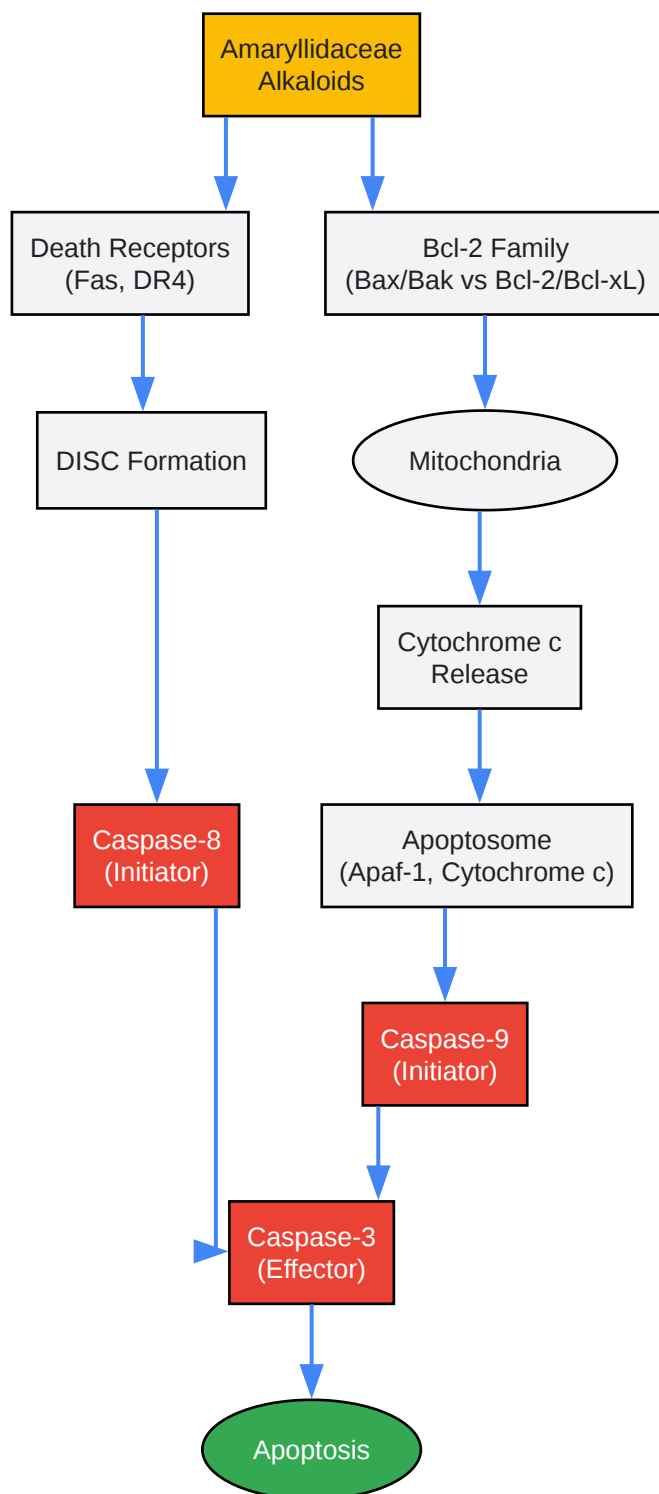 Amaryllidaceae
Alkaloids
Death Receptors
(Fas, DR4)
Bcl-2 Family
(Bax/Bak vs Bcl-2/Bcl-xL)
DISC Formation
Mitochondria
Cytochrome c
Release
Caspase-8
(Initiator)
Apoptosome
(Apaf-1, Cytochrome c)
Caspase-9
(Initiator)
Caspase-3
(Effector)
Apoptosis